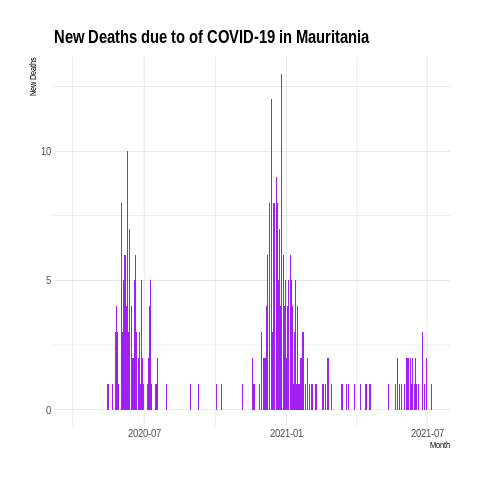 New Deaths due to of COVID-19 in Mauritania
New Deaths
10
5
0
2020-07
2021-01
2021-07
Month